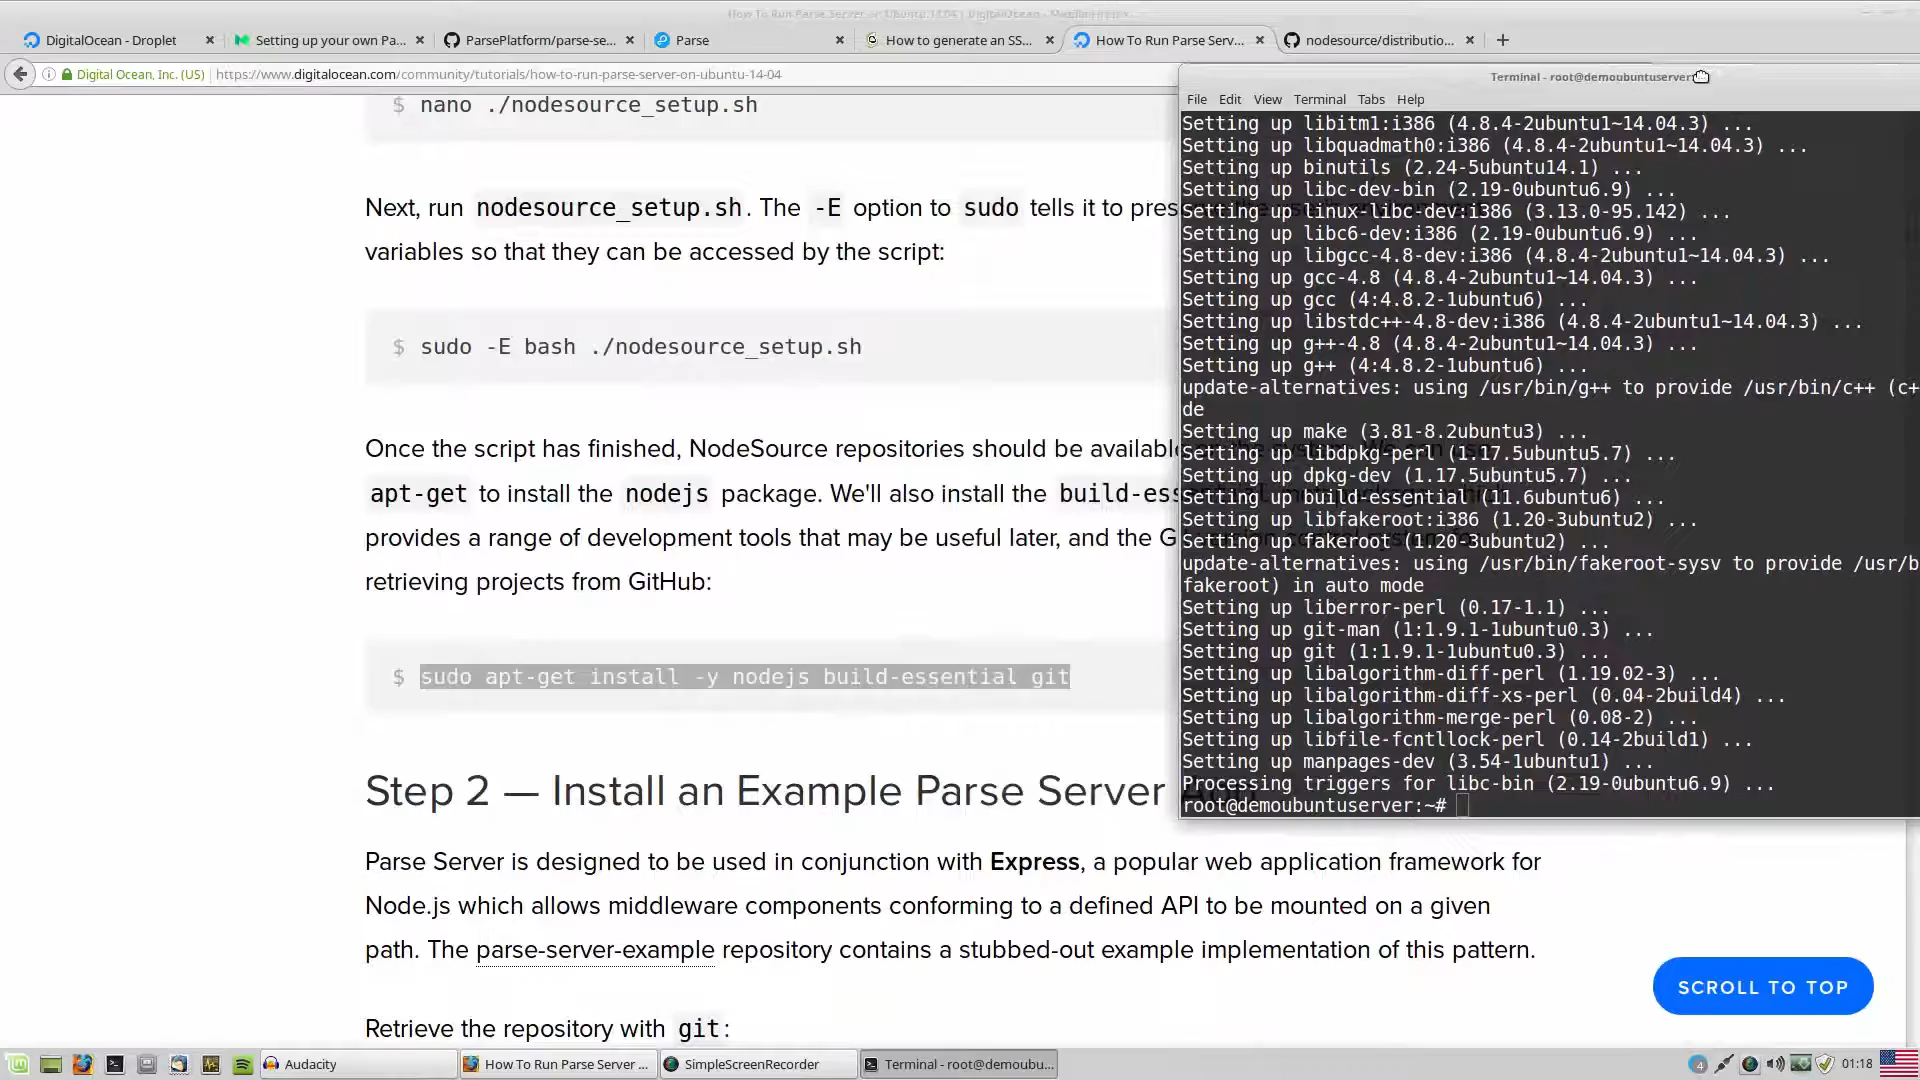 How To Run Parse Server on Ubuntu 14.04 | DigitalOcean - Mozilla Firefox
DigitalOcean - Droplet
Setting up your own Pa...
ParsePlatform/parse-se...
Parse
How to generate an SS...
How To Run Parse Serv...
nodesource/distributio...
Digital Ocean, Inc. (US)
https://www.digitalocean.com/community/tutorials/how-to-run-parse-server-on-ubuntu-14-04
$ nano ./nodesource_setup.sh
Next, run nodesource_setup.sh. The -E option to sudo tells it to pres
variables so that they can be accessed by the script:
$ sudo -E bash ./nodesource_setup.sh
Once the script has finished, NodeSource repositories should be available
apt-get to install the nodejs package. We'll also install the build-ess
provides a range of development tools that may be useful later, and the G
retrieving projects from GitHub:
$ sudo apt-get install -y nodejs build-essential git
Step 2 — Install an Example Parse Server App
Parse Server is designed to be used in conjunction with Express, a popular web application framework for
Node.js which allows middleware components conforming to a defined API to be mounted on a given
path. The parse-server-example repository contains a stubbed-out example implementation of this pattern.
Retrieve the repository with git:
SCROLL TO TOP
Terminal - root@demoubuntuserver
File Edit View Terminal Tabs Help
Setting up libitm1:i386 (4.8.4-2ubuntu1~14.04.3) ...
Setting up libquadmath0:i386 (4.8.4-2ubuntu1~14.04.3) ...
Setting up binutils (2.24-5ubuntu14.1) ...
Setting up libc-dev-bin (2.19-0ubuntu6.9) ...
Setting up linux-libc-dev:i386 (3.13.0-95.142) ...
Setting up libc6-dev:i386 (2.19-0ubuntu6.9) ...
Setting up libgcc-4.8-dev:i386 (4.8.4-2ubuntu1~14.04.3) ...
Setting up gcc-4.8 (4.8.4-2ubuntu1~14.04.3) ...
Setting up gcc (4:4.8.2-1ubuntu6) ...
Setting up libstdc++-4.8-dev:i386 (4.8.4-2ubuntu1~14.04.3) ...
Setting up g++-4.8 (4.8.4-2ubuntu1~14.04.3) ...
Setting up g++ (4:4.8.2-1ubuntu6) ...
update-alternatives: using /usr/bin/g++ to provide /usr/bin/c++ (c+
de
Setting up make (3.81-8.2ubuntu3) ...
Setting up libdpkg-perl (1.17.5ubuntu5.7) ...
Setting up dpkg-dev (1.17.5ubuntu5.7) ...
Setting up build-essential (11.6ubuntu6) ...
Setting up libfakeroot:i386 (1.20-3ubuntu2) ...
Setting up fakeroot (1.20-3ubuntu2) ...
update-alternatives: using /usr/bin/fakeroot-sysv to provide /usr/b
fakeroot) in auto mode
Setting up liberror-perl (0.17-1.1) ...
Setting up git-man (1:1.9.1-1ubuntu0.3) ...
Setting up git (1:1.9.1-1ubuntu0.3) ...
Setting up libalgorithm-diff-perl (1.19.02-3) ...
Setting up libalgorithm-diff-xs-perl (0.04-2build4) ...
Setting up libalgorithm-merge-perl (0.08-2) ...
Setting up libfile-fcntllock-perl (0.14-2build1) ...
Setting up manpages-dev (3.54-1ubuntu1) ...
Processing triggers for libc-bin (2.19-0ubuntu6.9) ...
root@demoubuntuserver:~#
Audacity
How To Run Parse Server ...
SimpleScreenRecorder
Terminal - root@demoubu...
4
01:18